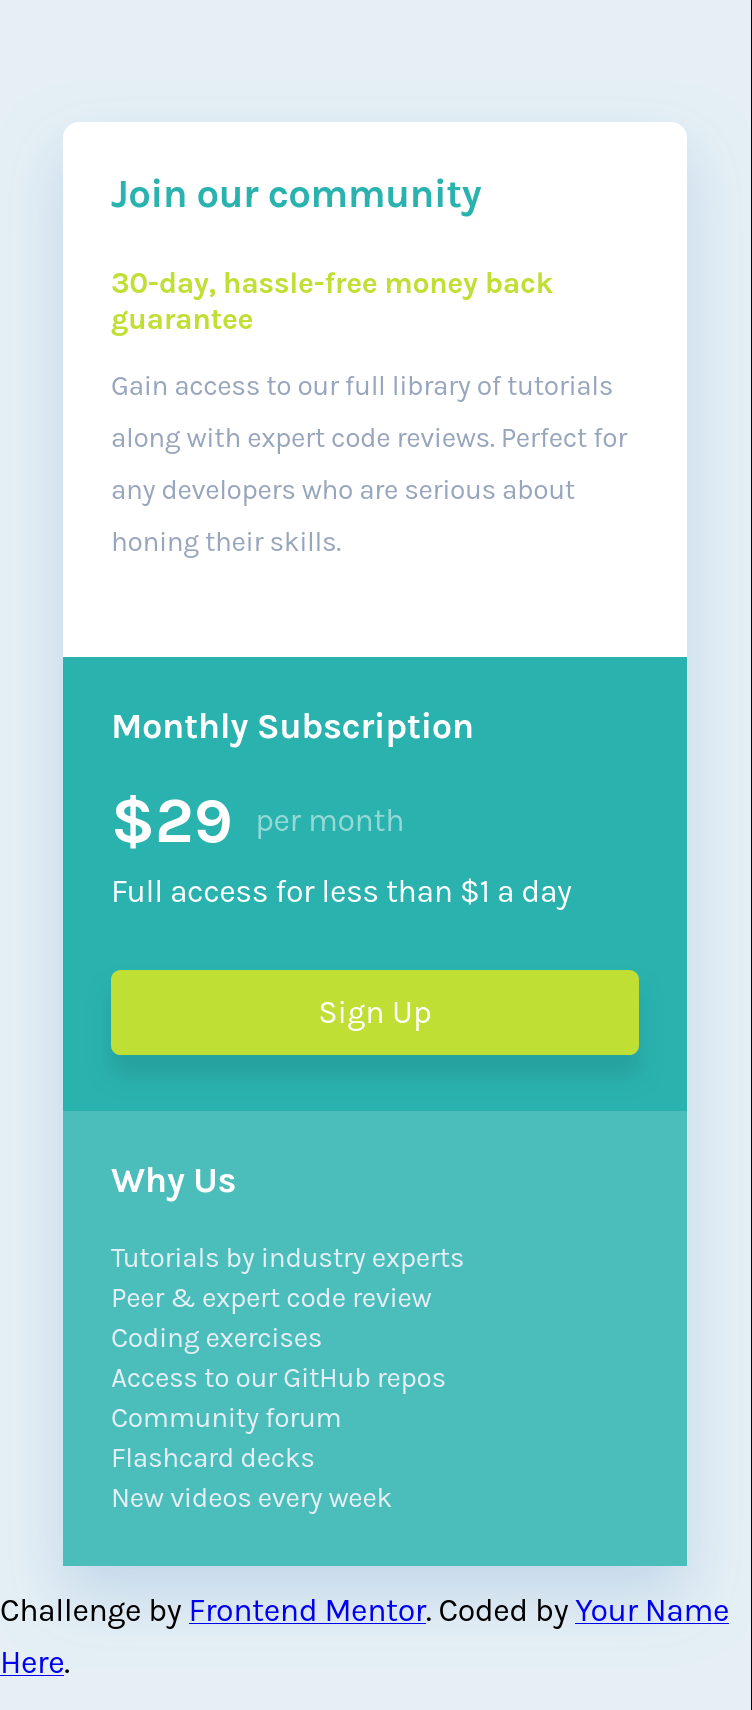 Join our community
30-day, hassle-free money back
guarantee
Gain access to our full library of tutorials
along with expert code reviews. Perfect for
any developers who are serious about
honing their skills.
Monthly Subscription
$29 per month
Full access for less than $1 a day
Sign Up
Why Us
Tutorials by industry experts
Peer & expert code review
Coding exercises
Access to our GitHub repos
Community forum
Flashcard decks
New videos every week
Challenge by Frontend Mentor. Coded by Your Name
Here.